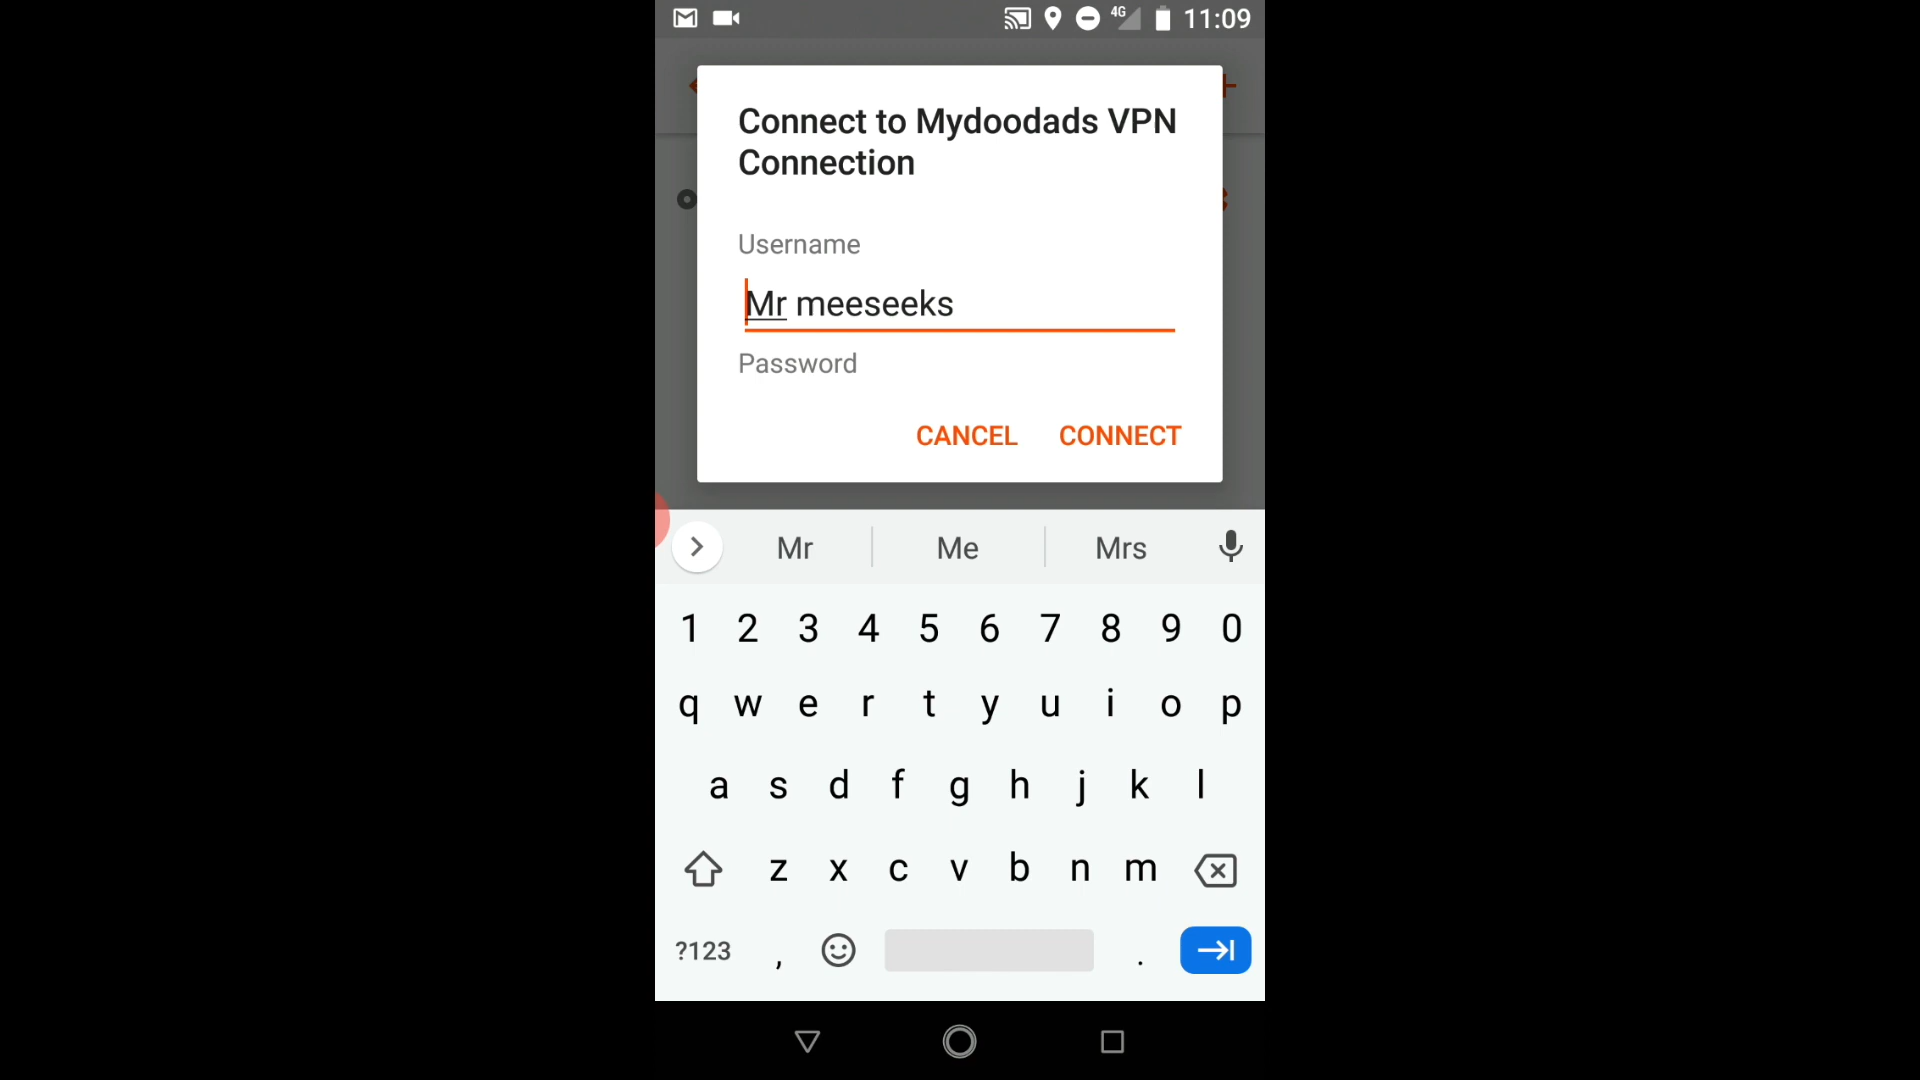 4G 11:09
Connect to Mydoodads VPN
Connection
Username
Mr meeseeks
Password
CANCEL CONNECT
Mr Me Mrs
1 2 3 4 5 6 7 8 9 0
q w e r t y u i o p
a s d f g h j k l
z x c v b n m
?123 , .